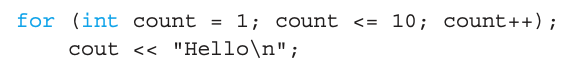 for (int count = 1; count <= 10; count++);
    cout << "Hello\n";